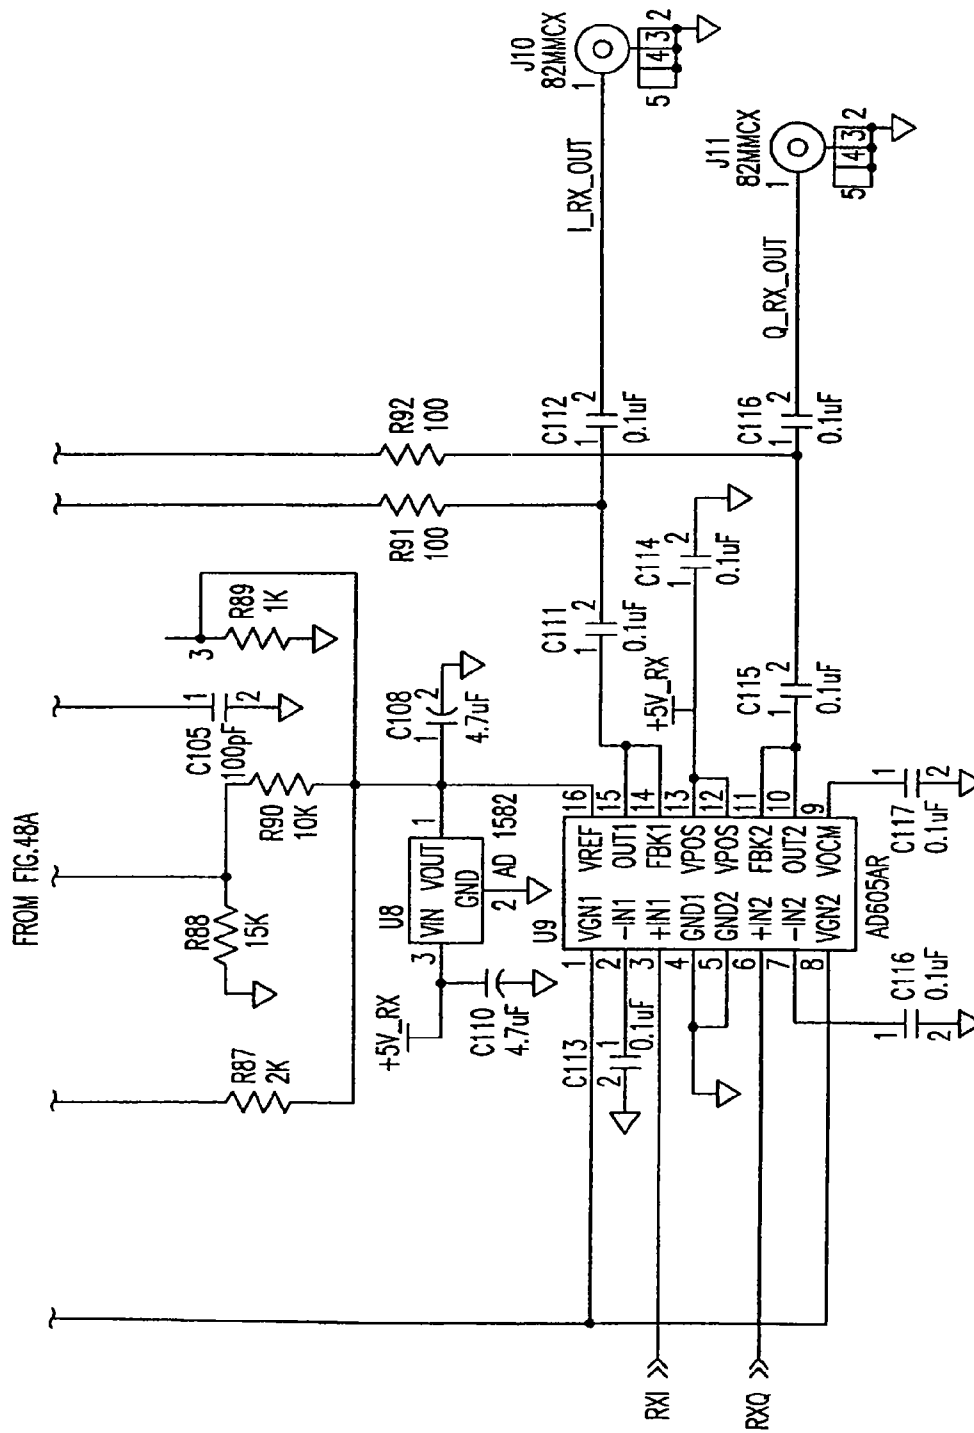 FROM FIG.48A
R87
2K
R88
15K
R90
10K
C105
100pF
1
2
3
R89
1K
R91
100
R92
100
+5V_RX
U8
3
VIN
VOUT
1
GND
2
AD 1582
C110
4.7uF
C108
1
2
4.7uF
J10
82MMCX
1
I_RX_OUT
5
4
3
2
J11
82MMCX
1
Q_RX_OUT
5
4
3
2
C111
1
2
0.1uF
C112
1
2
0.1uF
+5V_RX
C114
1
2
0.1uF
C115
1
2
0.1uF
C116
1
2
0.1uF
C113
2
1
0.1uF
U9
1
VGN1
VREF
16
2
-IN1
OUT1
15
3
+IN1
FBK1
14
4
GND1
VPOS
13
5
GND2
VPOS
12
6
+IN2
FBK2
11
7
-IN2
OUT2
10
8
VGN2
VOCM
9
AD605AR
RXI
RXQ
C116
1
2
0.1uF
C117
1
2
0.1uF